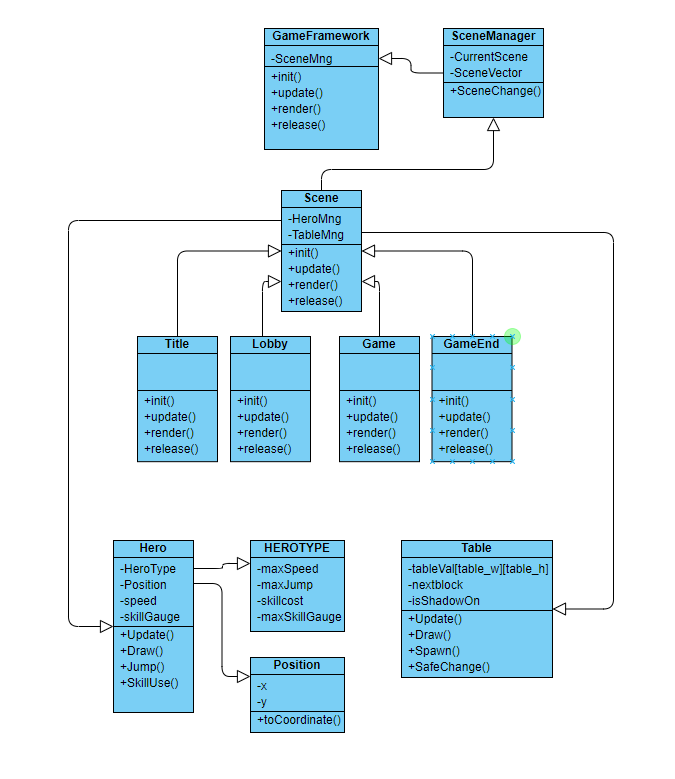 GameFramework
-SceneMng
+init()
+update()
+render()
+release()
SceneManager
-CurrentScene
-SceneVector
+SceneChange()
Scene
-HeroMng
-TableMng
+init()
+update()
+render()
+release()
Title
+init()
+update()
+render()
+release()
Lobby
+init()
+update()
+render()
+release()
Game
+init()
+update()
+render()
+release()
GameEnd
+init()
+update()
+render()
+release()
Hero
-HeroType
-Position
-speed
-skillGauge
+Update()
+Draw()
+Jump()
+SkillUse()
HEROTYPE
-maxSpeed
-maxJump
-skillcost
-maxSkillGauge
Position
-x
-y
+toCoordinate()
Table
-tableVal[table_w][table_h]
-nextblock
-isShadowOn
+Update()
+Draw()
+Spawn()
+SafeChange()